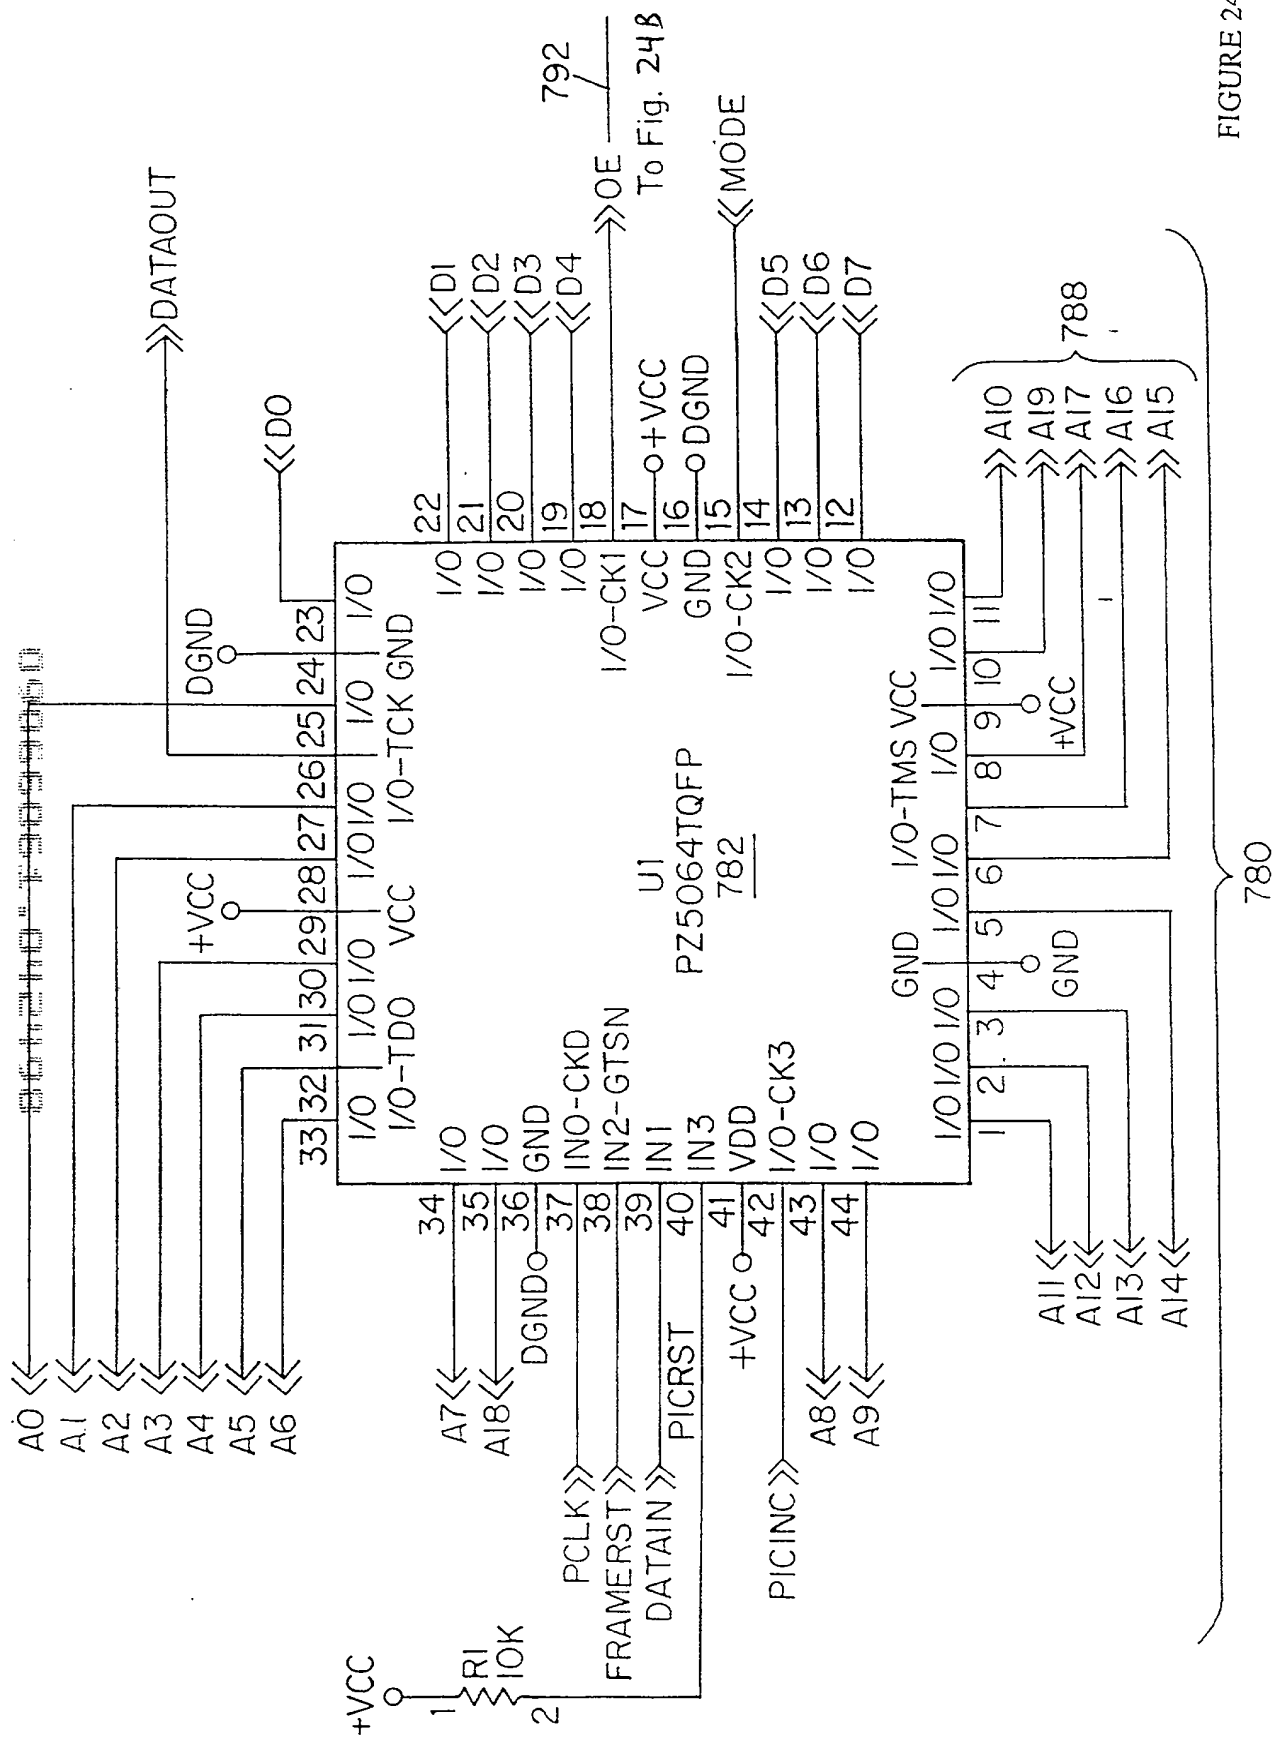 A0
A1
A2
A3
A4
A5
A6
DATAOUT
D0
DGND
+VCC
33
32
31
30
29
28
27
26
25
24
23
I/O
I/O-TDO
I/O
I/O
VCC
I/O
I/O
I/O-TCK
I/O
GND
I/O
A7
A18
DGND
PCLK
FRAMERST
DATAIN
PICRST
+VCC
PICINC
A8
A9
34
35
36
37
38
39
40
41
42
43
44
I/O
I/O
GND
IN0-CKD
IN2-GTSN
IN1
IN3
VDD
I/O-CK3
I/O
I/O
+VCC
1
R1
10K
2
U1
PZ5064TQFP
782
I/O
I/O
I/O
I/O
I/O-CK1
VCC
GND
I/O-CK2
I/O
I/O
I/O
22
21
20
19
18
17
16
15
14
13
12
D1
D2
D3
D4
OE
792
To Fig. 24B
+VCC
DGND
MODE
D5
D6
D7
I/O
I/O
I/O
GND
I/O
I/O
I/O-TMS
I/O
VCC
I/O
I/O
1
2
3
4
5
6
7
8
9
10
11
GND
+VCC
A11
A12
A13
A14
A10
A19
A17
A16
A15
788
780
FIGURE 24